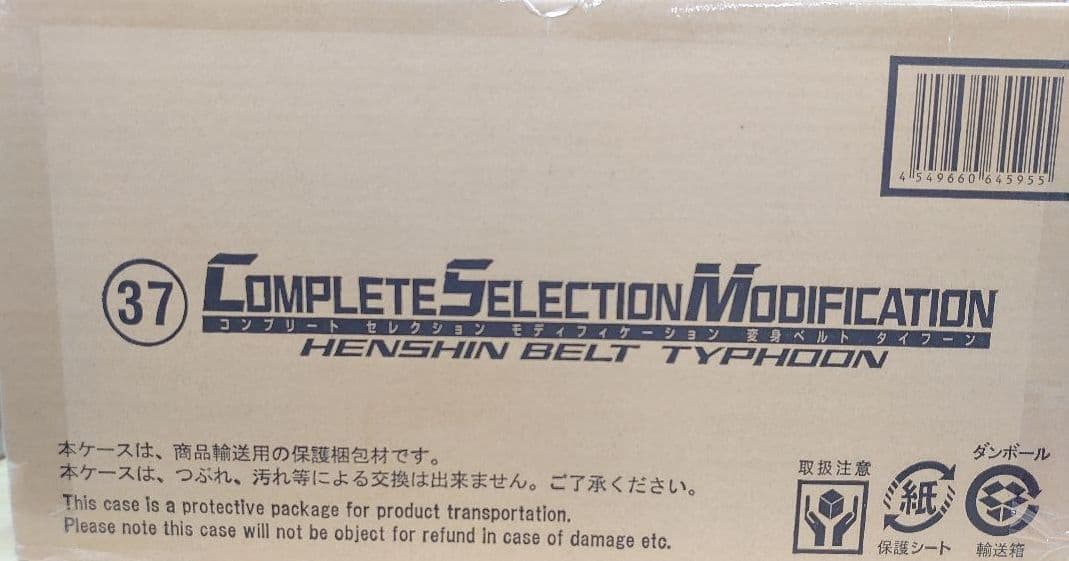 4 549660 645955
37 COMPLETE SELECTION MODIFICATION
コンプリート セレクション モディフィケーション 変身ベルト タイフーン
HENSHIN BELT TYPHOON
本ケースは、商品輸送用の保護梱包材です。
本ケースは、つぶれ、汚れ等による交換は出来ません。ご了承ください。
This case is a protective package for product transportation.
Please note this case will not be object for refund in case of damage etc.
取扱注意
紙
保護シート
ダンボール
輸送箱